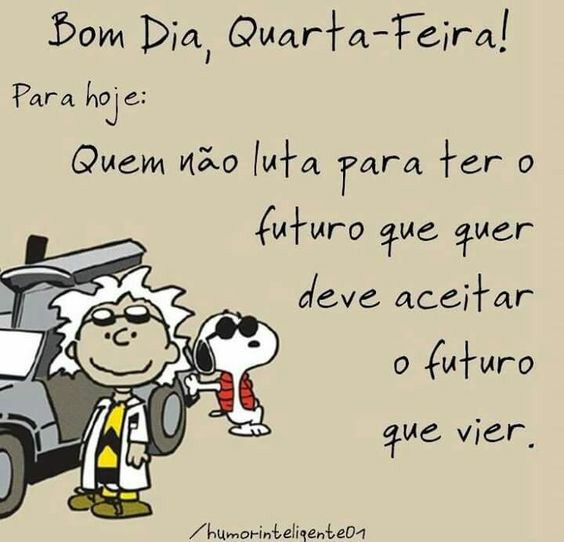 Bom Dia, Quarta-Feira!
Para hoje:
Quem não luta para ter o
futuro que quer
deve aceitar
o futuro
que vier.
/humorinteligente01